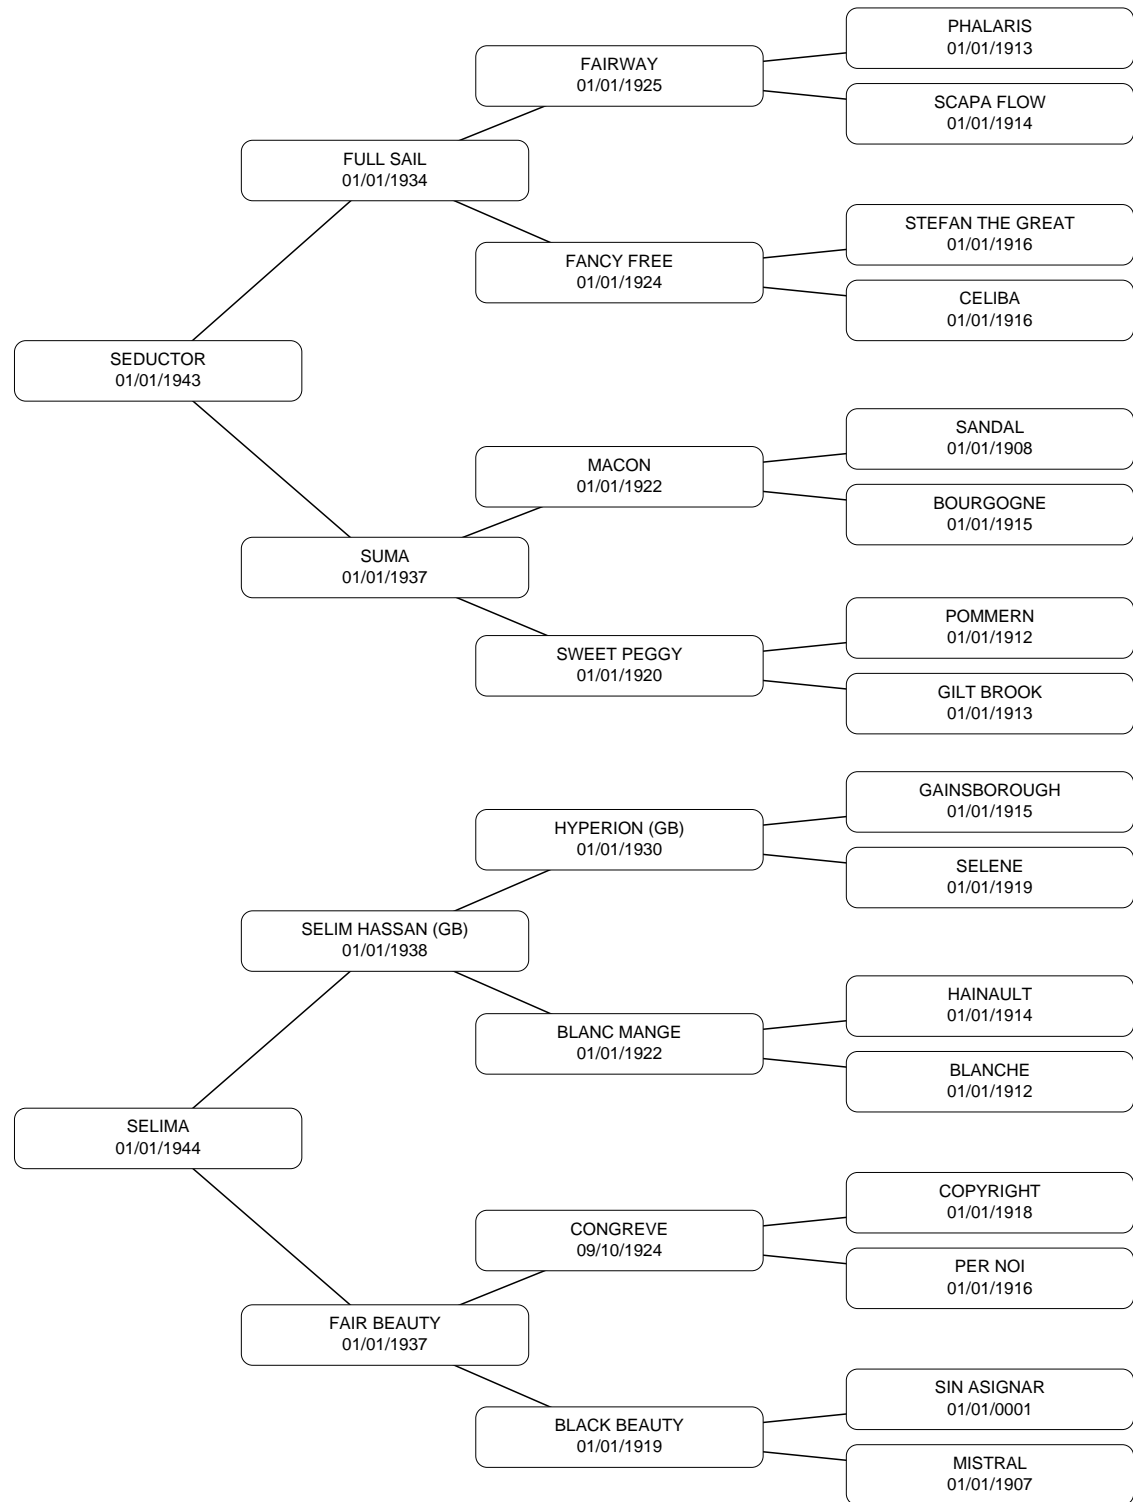 PHALARIS
01/01/1913
FAIRWAY
01/01/1925
SCAPA FLOW
01/01/1914
FULL SAIL
01/01/1934
STEFAN THE GREAT
01/01/1916
FANCY FREE
01/01/1924
CELIBA
01/01/1916
SEDUCTOR
01/01/1943
SANDAL
01/01/1908
MACON
01/01/1922
BOURGOGNE
01/01/1915
SUMA
01/01/1937
POMMERN
01/01/1912
SWEET PEGGY
01/01/1920
GILT BROOK
01/01/1913
GAINSBOROUGH
01/01/1915
HYPERION (GB)
01/01/1930
SELENE
01/01/1919
SELIM HASSAN (GB)
01/01/1938
HAINAULT
01/01/1914
BLANC MANGE
01/01/1922
BLANCHE
01/01/1912
SELIMA
01/01/1944
COPYRIGHT
01/01/1918
CONGREVE
09/10/1924
PER NOI
01/01/1916
FAIR BEAUTY
01/01/1937
SIN ASIGNAR
01/01/0001
BLACK BEAUTY
01/01/1919
MISTRAL
01/01/1907